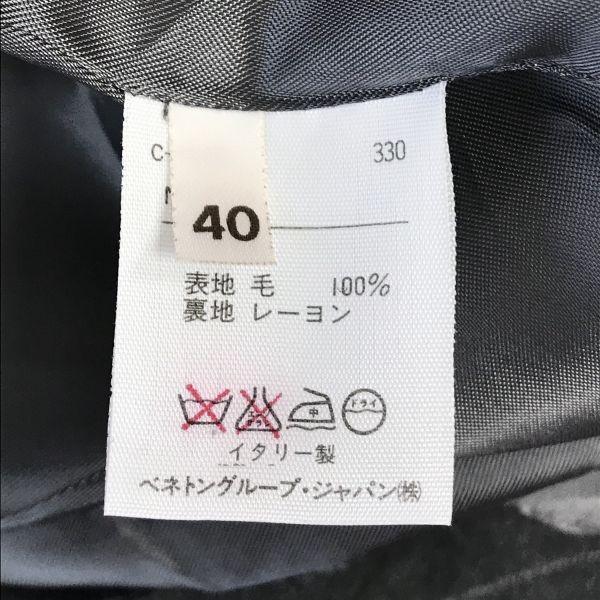 C- 330
40
表地 毛 100%
裏地 レーヨン
中 ドライ
イタリー製
ベネトングループ・ジャパン㈱